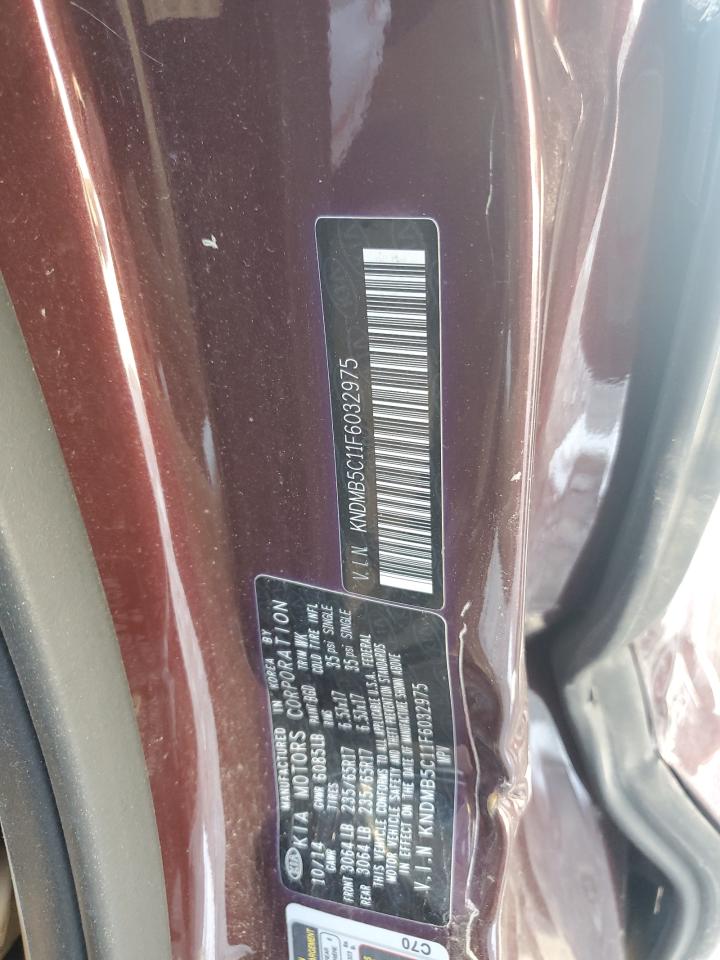 V.I.N. KNDMB5C11F6032975
MANUFACTURED IN KOREA BY
KIA MOTORS CORPORATION
10/14 GVWR 6085LB PAINT BGD TRIM WK
GAWR TIRES RIMS COLD TIRE INFL
FRONT 3064 LB 235/65R17 6.5Jx17 35 psi SINGLE
REAR 3064 LB 235/65R17 6.5Jx17 35 psi SINGLE
THIS VEHICLE CONFORMS TO ALL APPLICABLE U.S.A. FEDERAL
MOTOR VEHICLE SAFETY AND THEFT PREVENTION STANDARDS
IN EFFECT ON THE DATE OF MANUFACTURE SHOWN ABOVE
V.I.N KNDMB5C11F6032975
MPV
C70